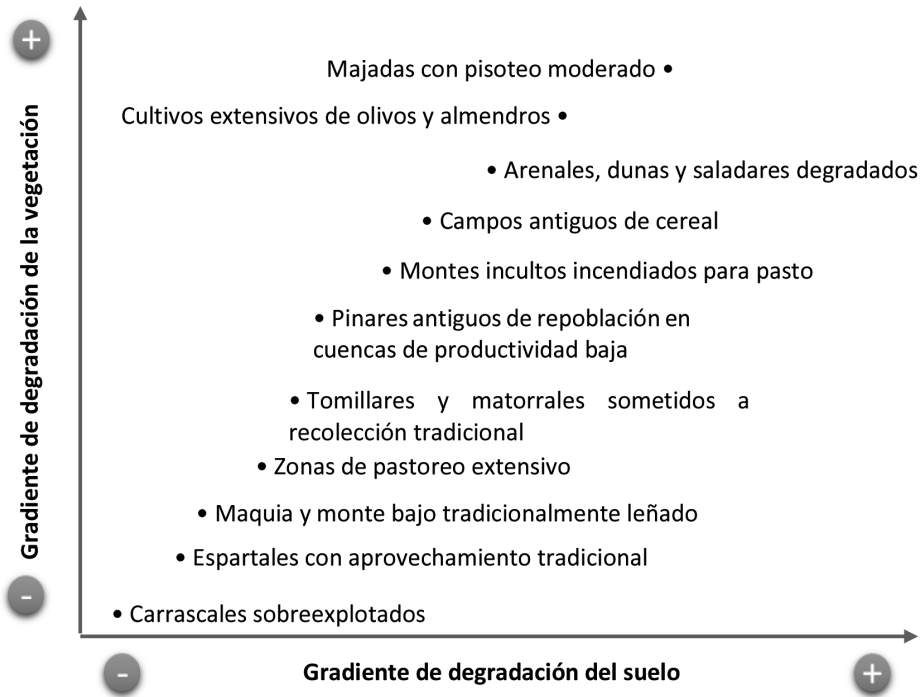 +
Majadas con pisoteo moderado •
Cultivos extensivos de olivos y almendros •
• Arenales, dunas y saladares degradados
• Campos antiguos de cereal
• Montes incultos incendiados para pasto
• Pinares antiguos de repoblación en
cuencas de productividad baja
• Tomillares y matorrales sometidos a
recolección tradicional
• Zonas de pastoreo extensivo
• Maquia y monte bajo tradicionalmente leñado
• Espartales con aprovechamiento tradicional
• Carrascales sobreexplotados
Gradiente de degradación de la vegetación
-
-
Gradiente de degradación del suelo
+